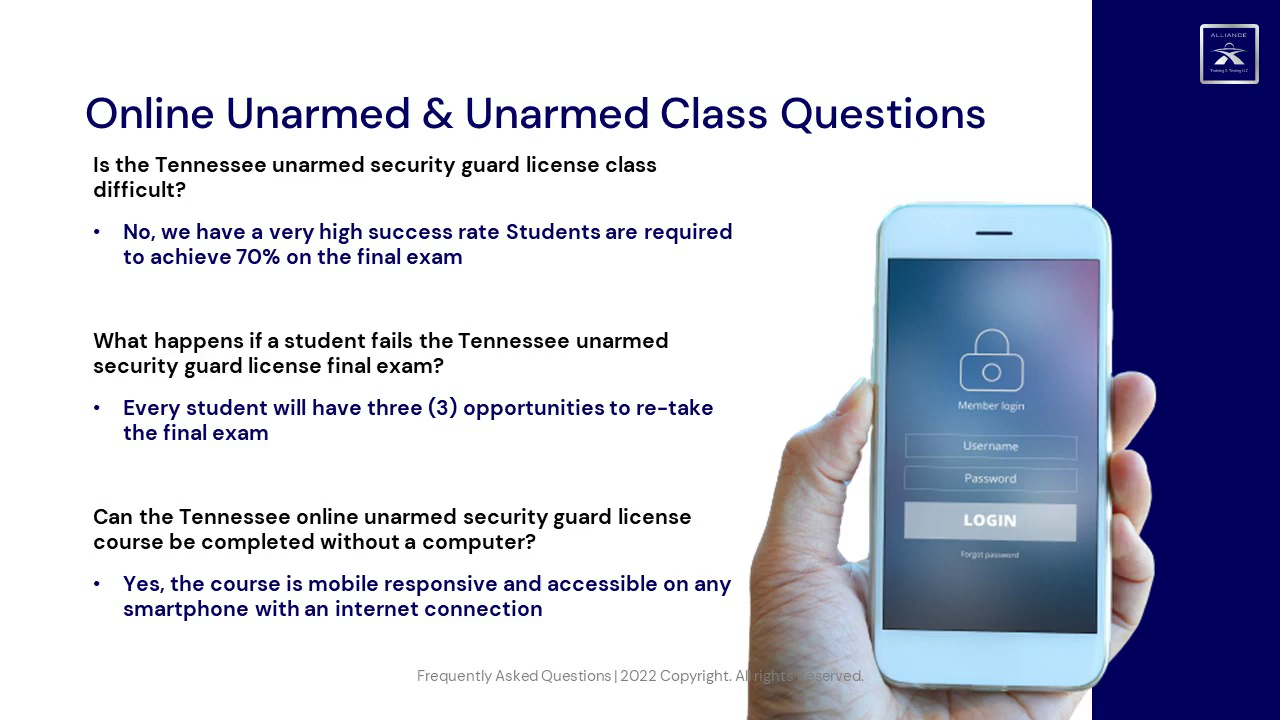 ALLIANCE
Training & Testing LLC
Online Unarmed & Unarmed Class Questions
Is the Tennessee unarmed security guard license class
difficult?
• No, we have a very high success rate Students are required
to achieve 70% on the final exam
What happens if a student fails the Tennessee unarmed
security guard license final exam?
• Every student will have three (3) opportunities to re-take
the final exam
Can the Tennessee online unarmed security guard license
course be completed without a computer?
• Yes, the course is mobile responsive and accessible on any
smartphone with an internet connection
Member login
Username
Password
LOGIN
Forgot password
Frequently Asked Questions | 2022 Copyright. All rights reserved.